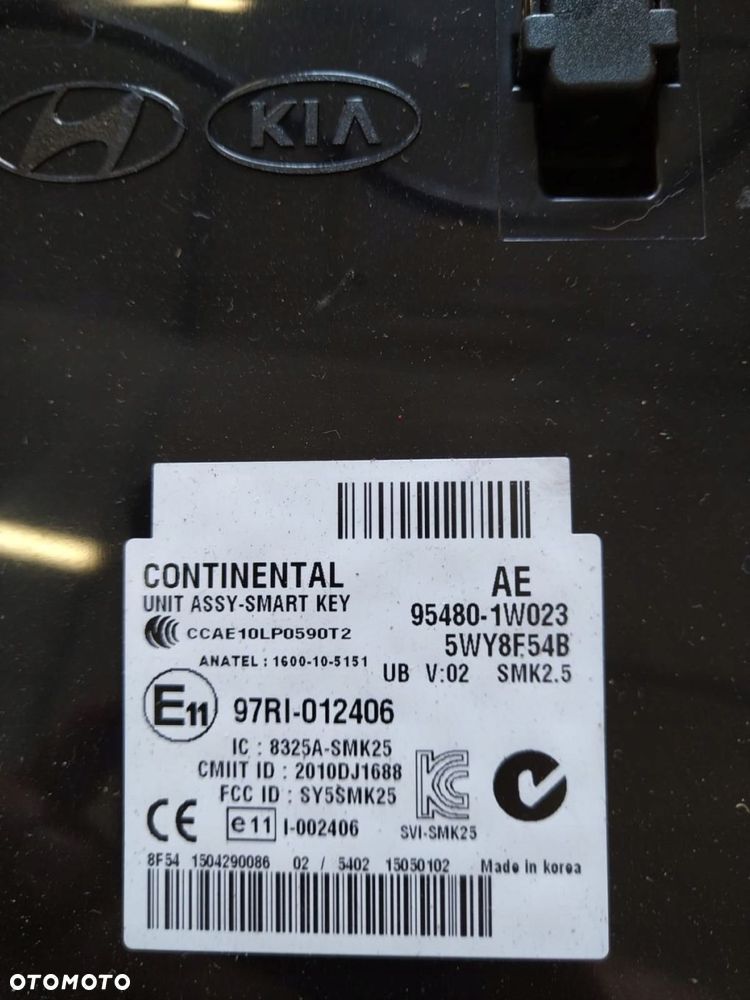 KIA
CONTINENTAL
AE
UNIT ASSY-SMART KEY
95480-1W023
CCAE10LP0590T2
5WY8F54B
ANATEL : 1600-10-5151
UB V:02 SMK2.5
E11 97RI-012406
IC : 8325A-SMK25
CMIIT ID : 2010DJ1688
FCC ID : SY5SMK25
CE e11 I-002406
SVI-SMK25
8F54 1504290086 02 / 5402 15050102 Made in korea
OTOMOTO